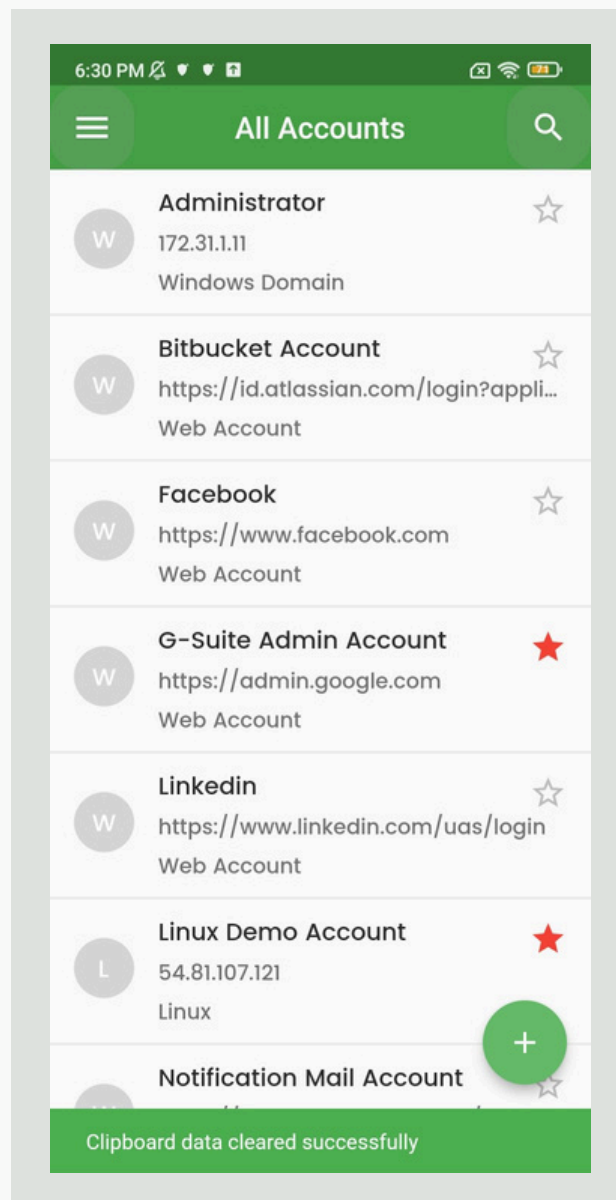 6:30 PM
71
All Accounts
Administrator
W
172.31.1.11
Windows Domain
Bitbucket Account
W
https://id.atlassian.com/login?appli...
Web Account
Facebook
W
https://www.facebook.com
Web Account
G-Suite Admin Account
W
https://admin.google.com
Web Account
Linkedin
W
https://www.linkedin.com/uas/login
Web Account
Linux Demo Account
L
54.81.107.121
Linux
Notification Mail Account
Clipboard data cleared successfully